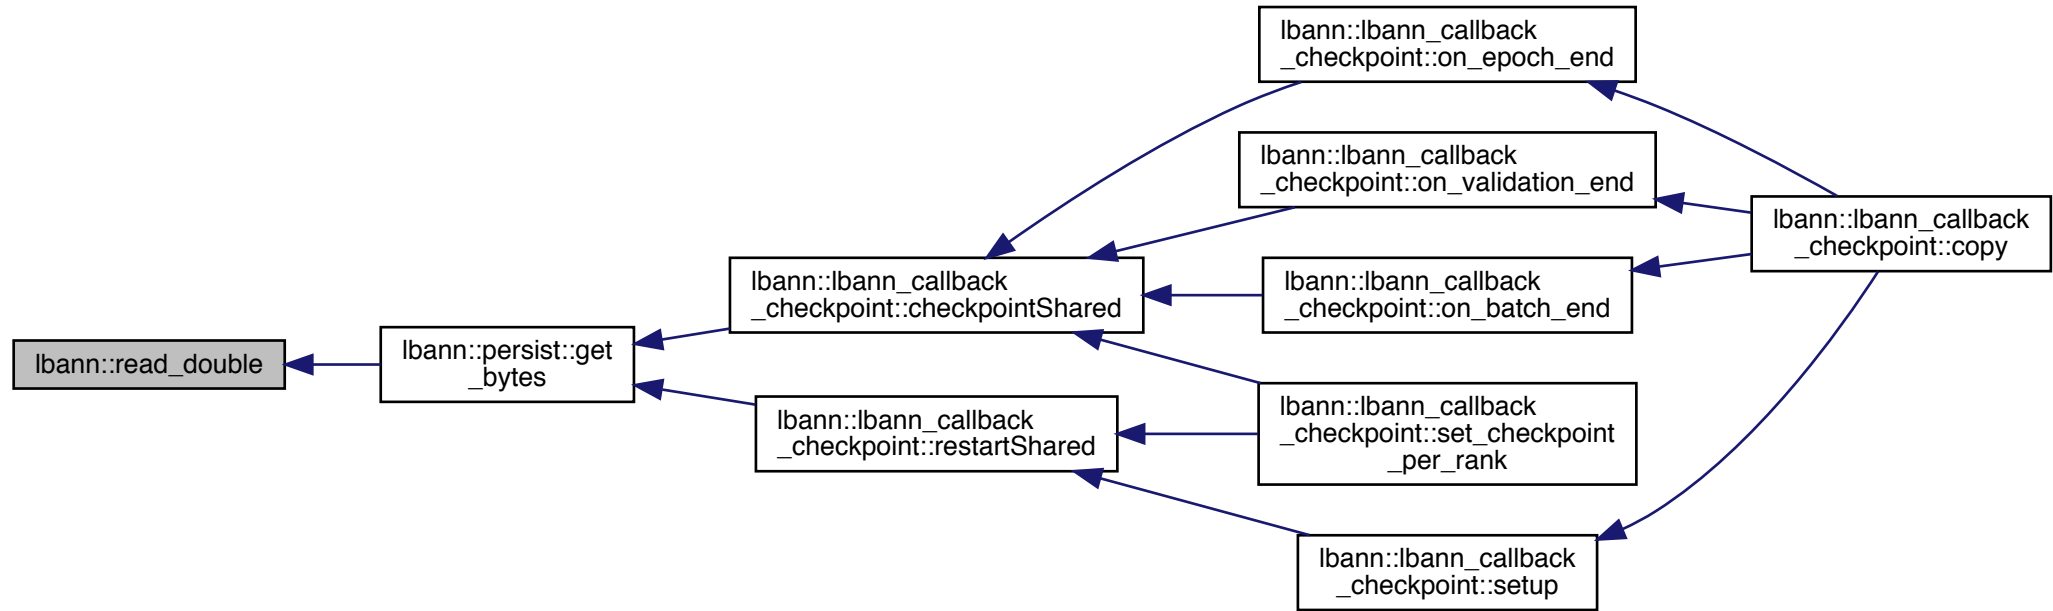 lbann::read_double
lbann::persist::get
_bytes
lbann::lbann_callback
_checkpoint::checkpointShared
lbann::lbann_callback
_checkpoint::restartShared
lbann::lbann_callback
_checkpoint::on_epoch_end
lbann::lbann_callback
_checkpoint::on_validation_end
lbann::lbann_callback
_checkpoint::on_batch_end
lbann::lbann_callback
_checkpoint::set_checkpoint
_per_rank
lbann::lbann_callback
_checkpoint::setup
lbann::lbann_callback
_checkpoint::copy